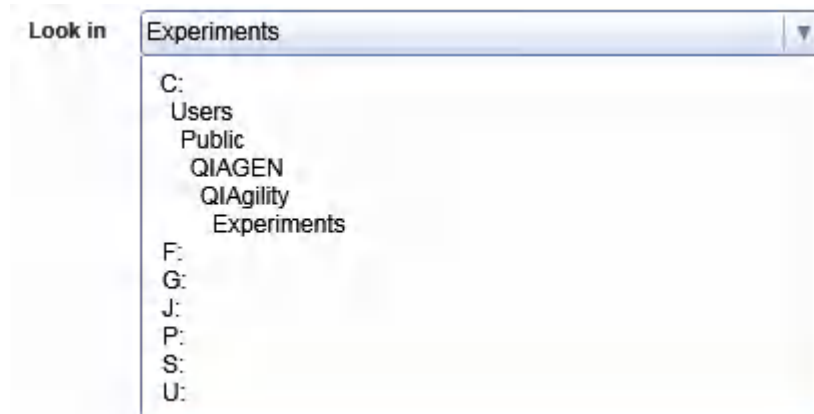 Look in Experiments
C:
Users
Public
QIAGEN
QIAgility
Experiments
F:
G:
J:
P:
S:
U: